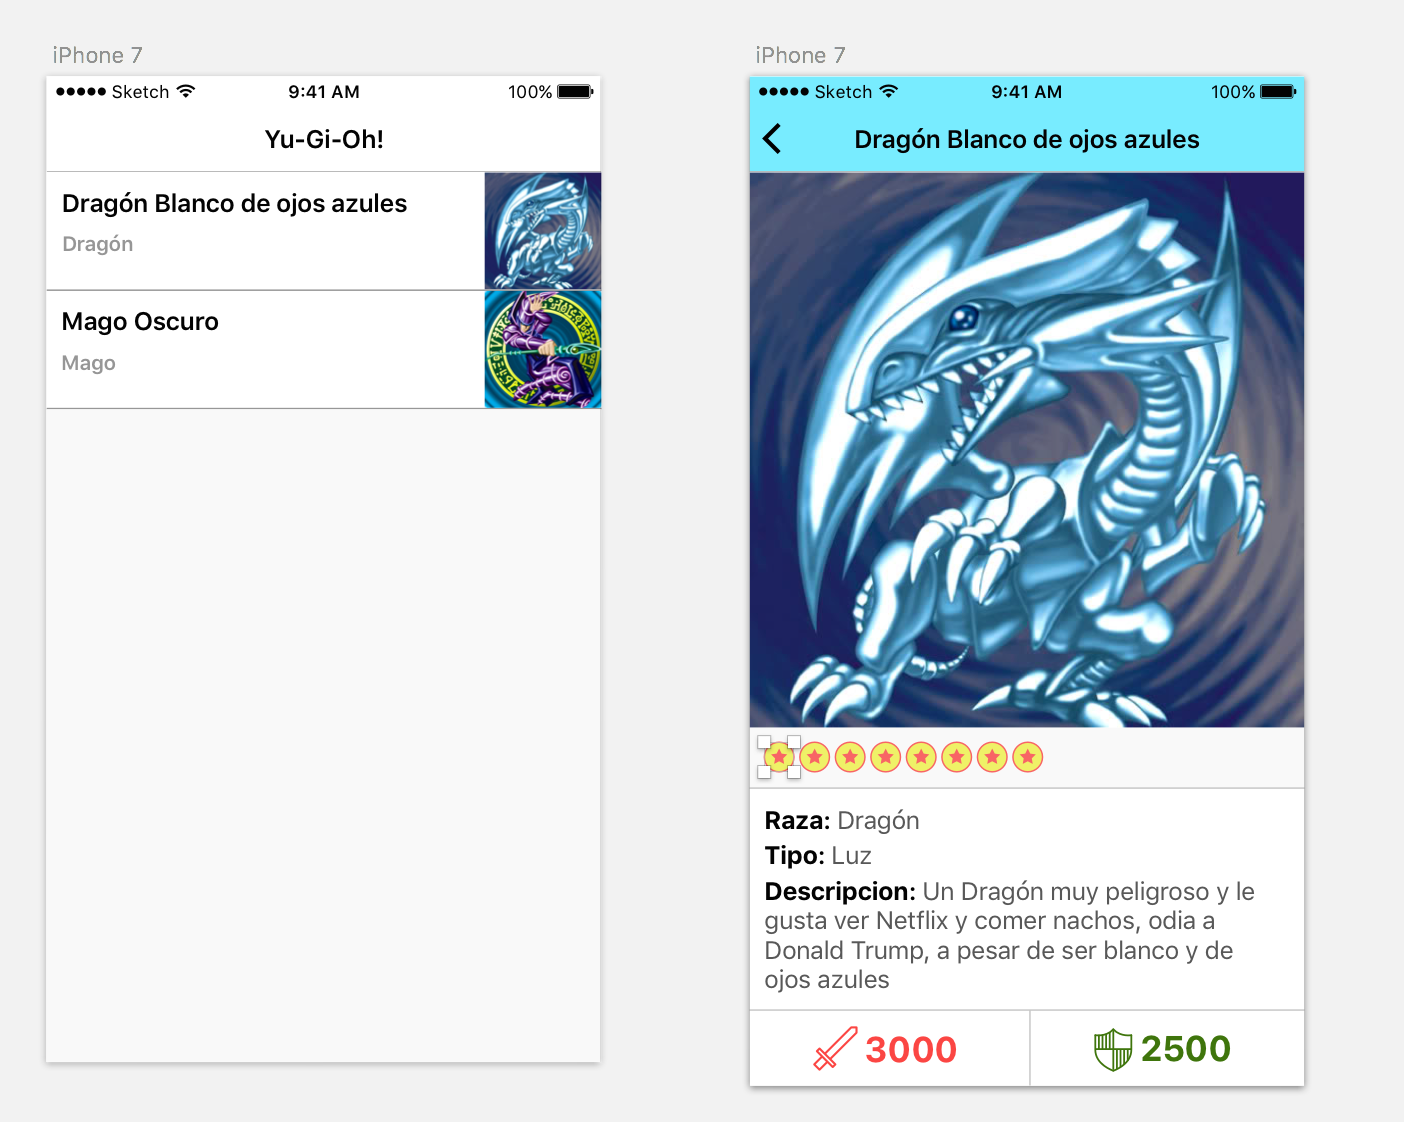 iPhone 7
Sketch 9:41 AM 100%
Yu-Gi-Oh!
Dragón Blanco de ojos azules
Dragón
Mago Oscuro
Mago
iPhone 7
Sketch 9:41 AM 100%
Dragón Blanco de ojos azules
Raza: Dragón
Tipo: Luz
Descripcion: Un Dragón muy peligroso y le
gusta ver Netflix y comer nachos, odia a
Donald Trump, a pesar de ser blanco y de
ojos azules
3000
2500